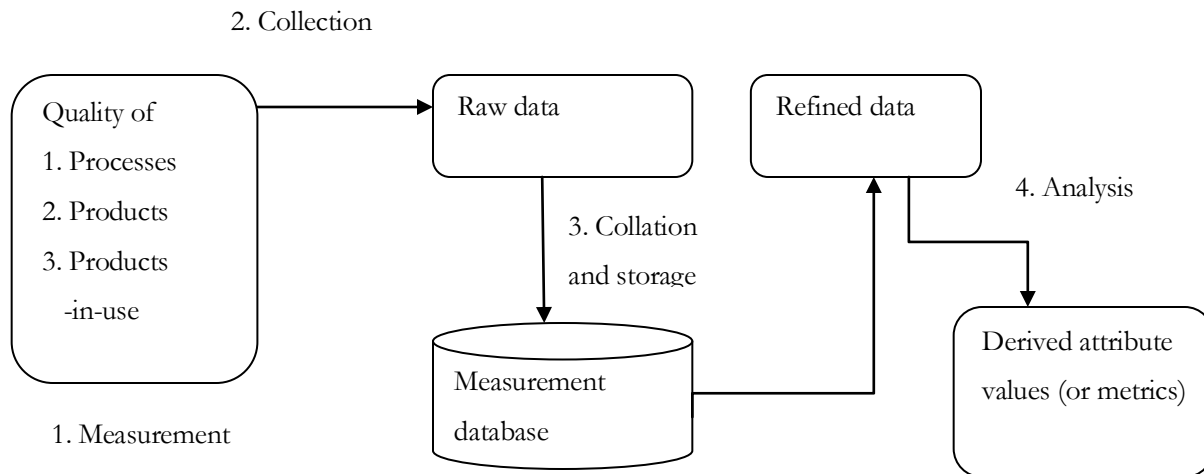 2. Collection
Quality of
1. Processes
2. Products
3. Products
-in-use
1. Measurement
Raw data
3. Collation
and storage
Measurement
database
Refined data
4. Analysis
Derived attribute
values (or metrics)